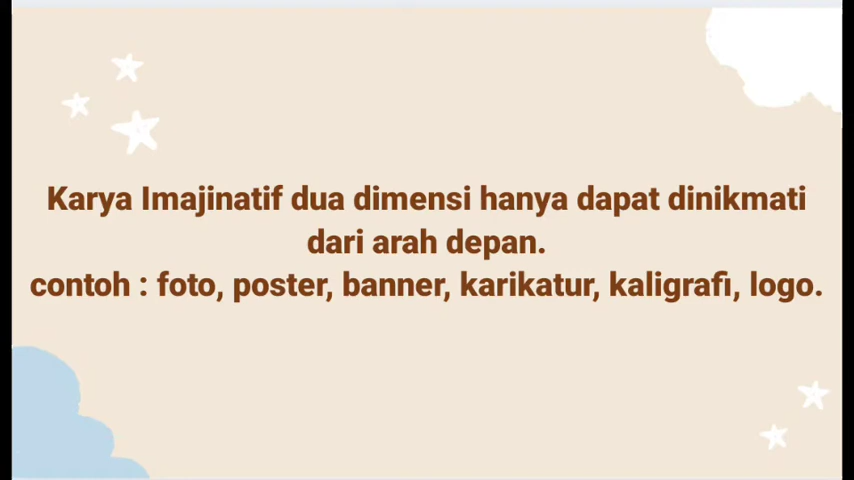 Karya Imajinatif dua dimensi hanya dapat dinikmati
dari arah depan.
contoh : foto, poster, banner, karikatur, kaligrafi, logo.